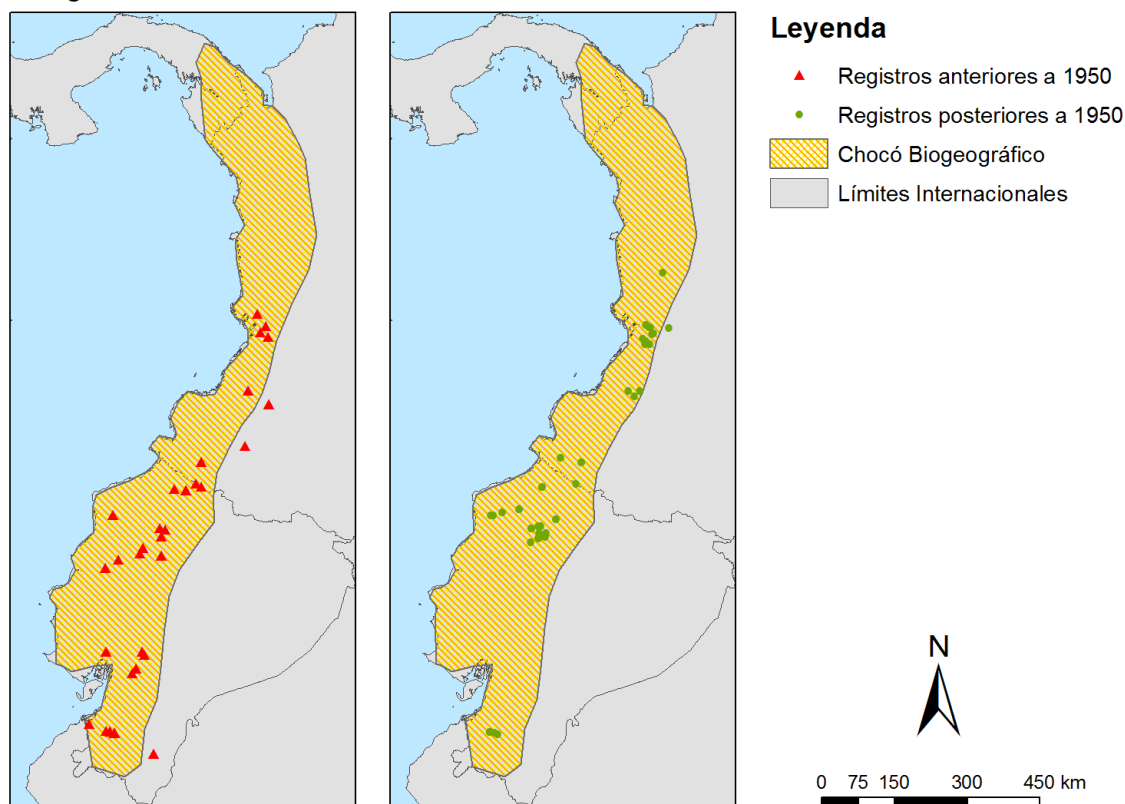 Leyenda
Registros anteriores a 1950
Registros posteriores a 1950
Chocó Biogeográfico
Límites Internacionales
N
0 75 150 300 450 km